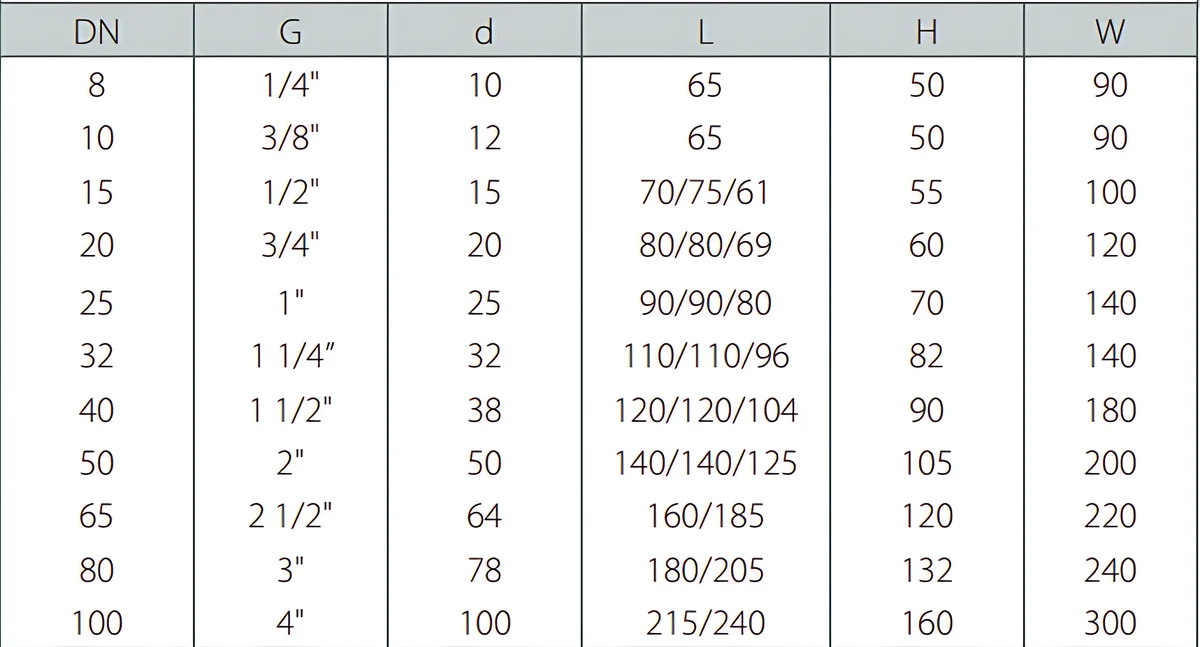 DN G d L H W
8 1/4" 10 65 50 90
10 3/8" 12 65 50 90
15 1/2" 15 70/75/61 55 100
20 3/4" 20 80/80/69 60 120
25 1" 25 90/90/80 70 140
32 1 1/4″ 32 110/110/96 82 140
40 1 1/2" 38 120/120/104 90 180
50 2" 50 140/140/125 105 200
65 2 1/2" 64 160/185 120 220
80 3" 78 180/205 132 240
100 4" 100 215/240 160 300